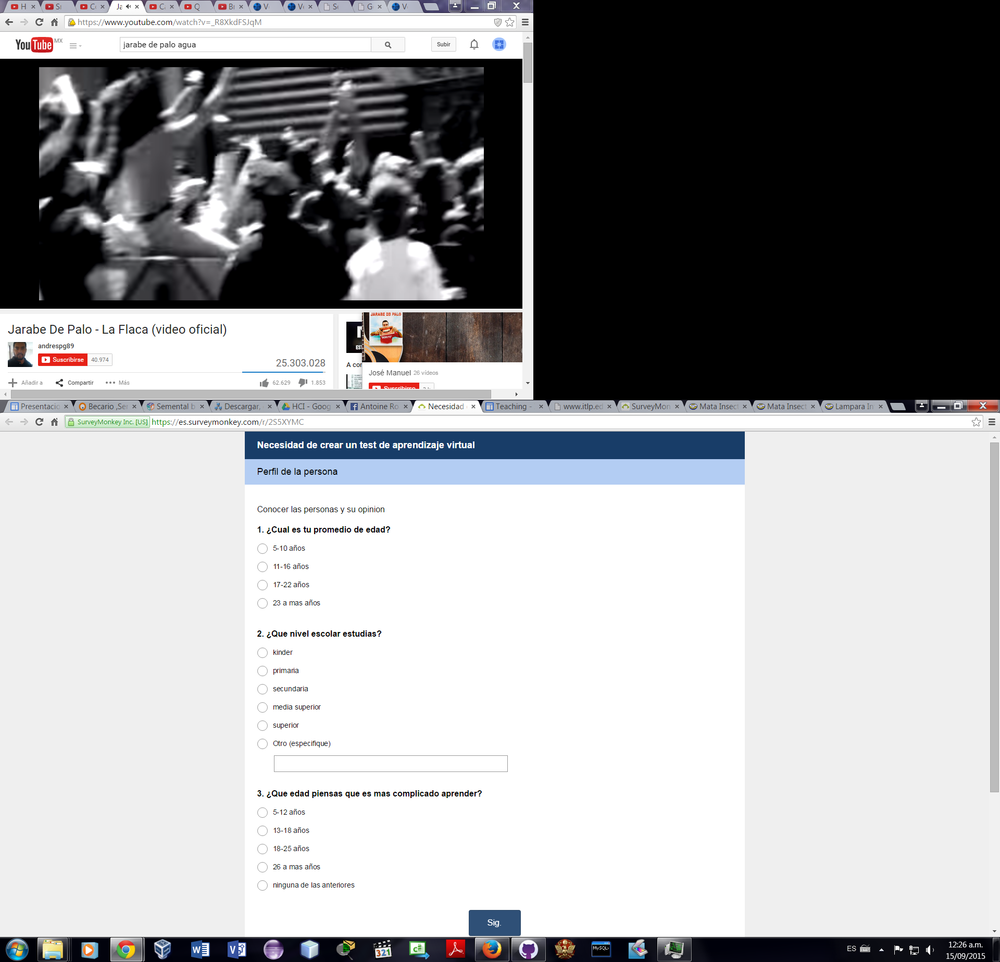 https://www.youtube.com/watch?v=_R8XkdFSJqM
YouTube MX
jarabe de palo agua
Subir
Jarabe De Palo - La Flaca (video oficial)
andrespg89
Suscribirse 40.974
25.303.028
Añadir a Compartir Más 62.629 1.853
JARABE DE PALO
"BONITO"
José Manuel 26 vídeos
Suscribirse
Presentacio Becario ,Ser Semental b Descargar, HCI - Goog Antoine Ro Necesidad Teaching - www.itlp.ed SurveyMon Mata Insect Mata Insect Lampara In
SurveyMonkey Inc. [US] https://es.surveymonkey.com/r/2S5XYMC
Necesidad de crear un test de aprendizaje virtual
Perfil de la persona
Conocer las personas y su opinion
1. ¿Cual es tu promedio de edad?
5-10 años
11-16 años
17-22 años
23 a mas años
2. ¿Que nivel escolar estudias?
kinder
primaria
secundaria
media superior
superior
Otro (especifique)
3. ¿Que edad piensas que es mas complicado aprender?
5-12 años
13-18 años
18-25 años
26 a mas años
ninguna de las anteriores
Sig.
321 c# MySQL
ES 12:26 a.m.
15/09/2015